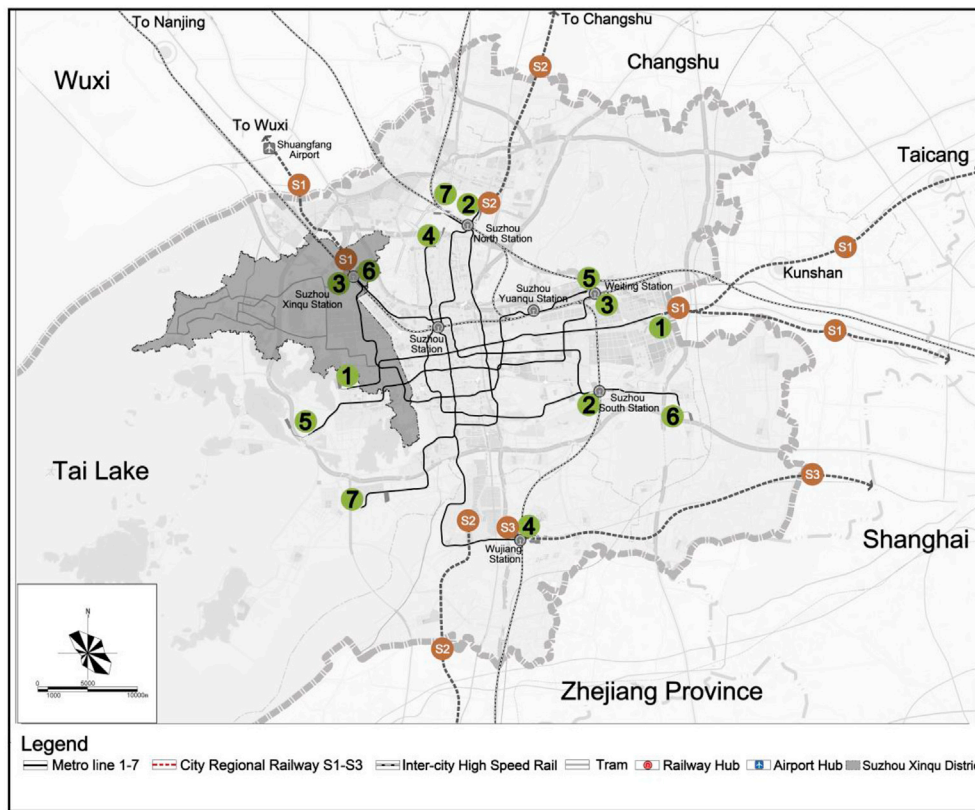 To Nanjing
To Changshu
Wuxi
S2
Changshu
To Wuxi
Shuangfang
Airport
Taicang
S1
7
2
S2
4
Suzhou
North Station
S1
S1
6
3
Suzhou
Xinqu Station
5
Kunshan
Weiting Station
Suzhou
Yuanqu Station
3
S1
1
S1
Suzhou
Station
1
2
Suzhou
South Station
6
5
Tai Lake
7
S3
S2
S3
4
Wujiang
Station
Shanghai
N
S2
0
5000
1000
10000M
Zhejiang Province
Legend
Metro line 1-7
City Regional Railway S1-S3
Inter-city High Speed Rail
Tram
Railway Hub
Airport Hub
Suzhou Xinqu Distri